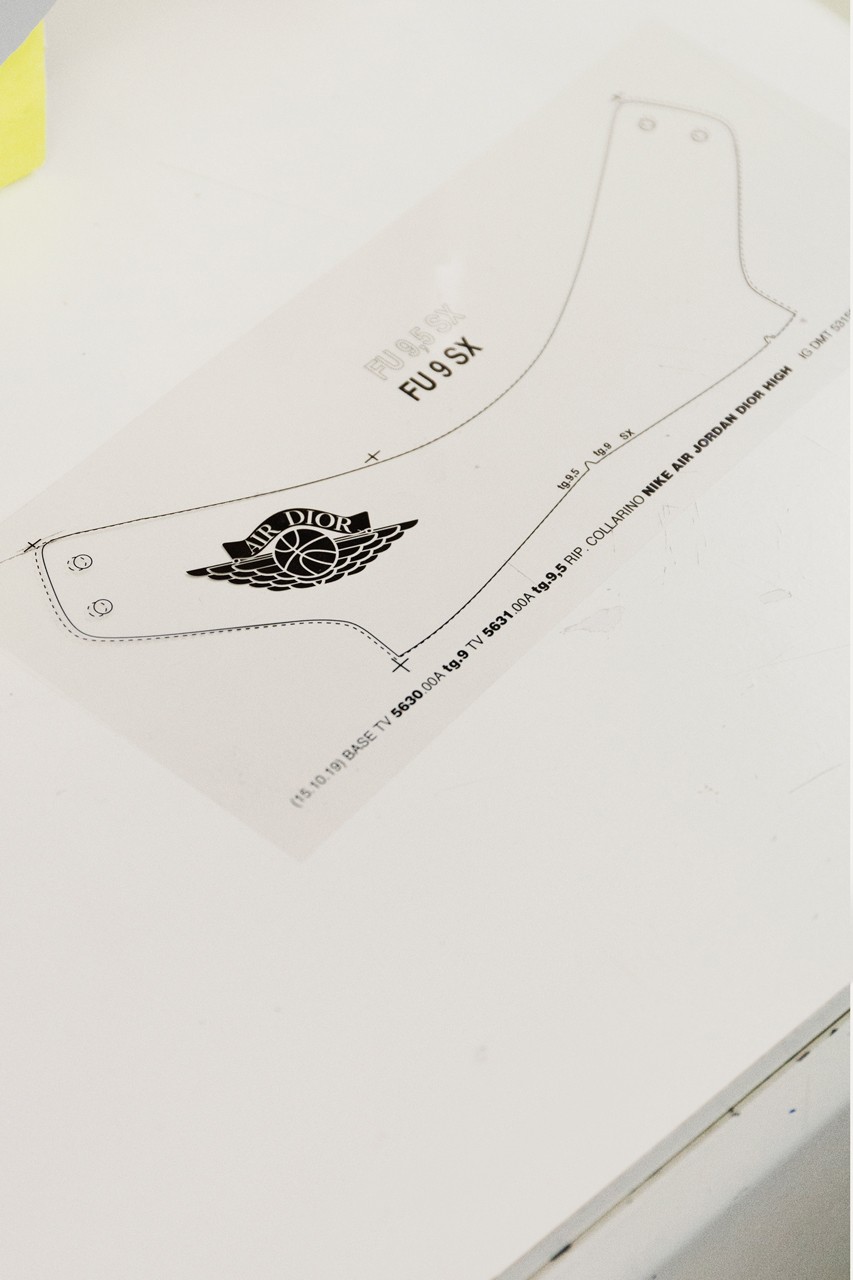 FU 9,5 SX
FU 9 SX
AIR DIOR
tg.9,5 tg.9 SX
(15.10.19) BASE TV 5630.00A tg.9 TV 5631.00A tg.9,5 RIP. COLLARINO NIKE AIR JORDAN DIOR HIGH IG DMT